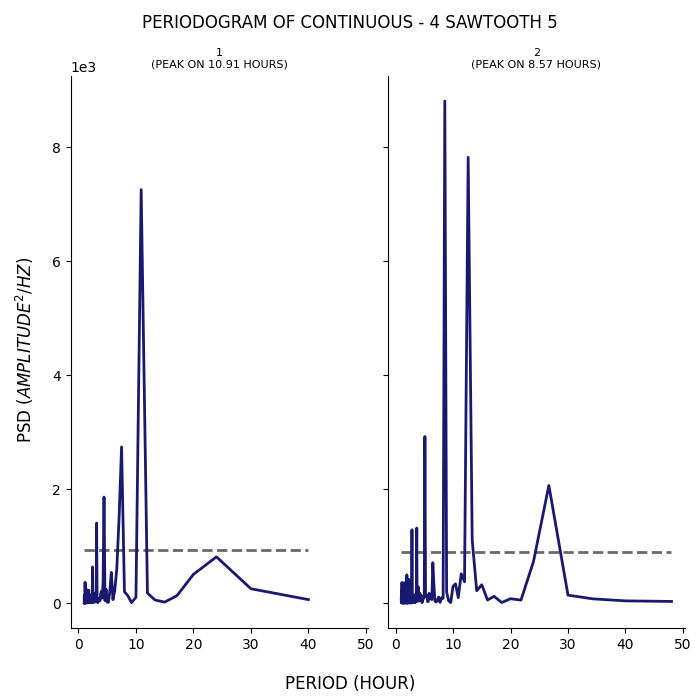 PERIODOGRAM OF CONTINUOUS - 4 SAWTOOTH 5
1
(PEAK ON 10.91 HOURS)
2
(PEAK ON 8.57 HOURS)
1e3
8
6
4
2
0
PSD (AMPLITUDE²/HZ)
0 10 20 30 40 50
0 10 20 30 40 50
PERIOD (HOUR)